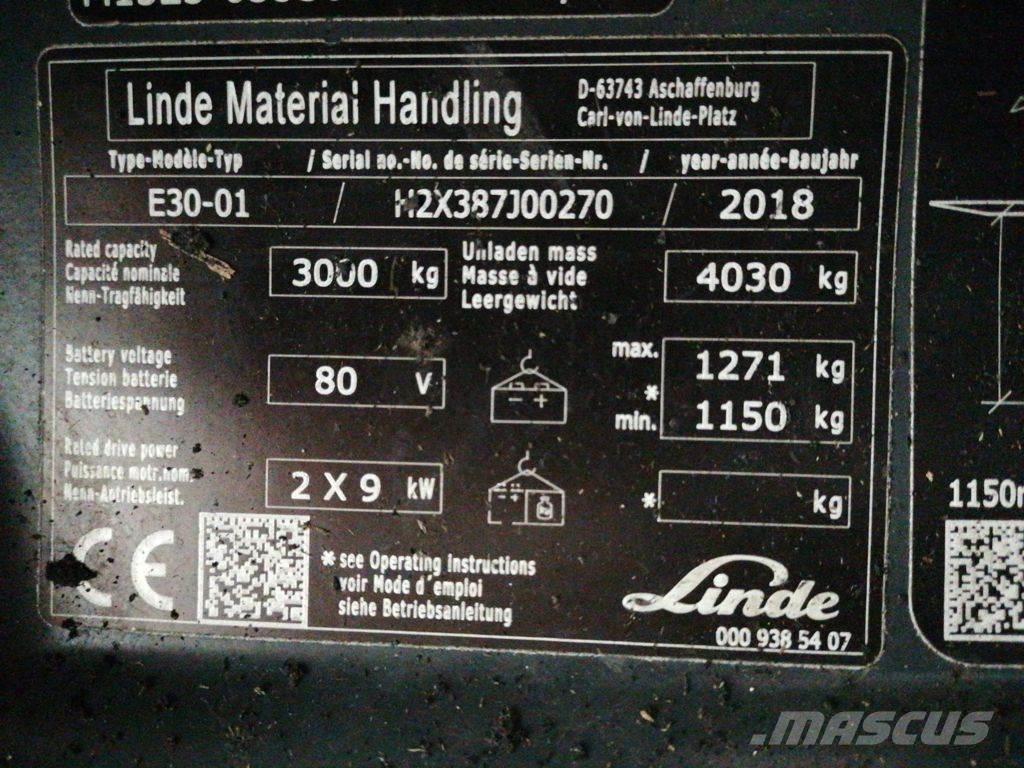 Linde Material Handling
D-63743 Aschaffenburg
Carl-von-Linde-Platz
Type-Modèle-Typ / Serial no.-No. de série-Serien-Nr. / year-année-Baujahr
E30-01 / H2X387J00270 / 2018
Rated capacity
Capacité nominale
Nenn-Tragfähigkeit
3000 kg
Unladen mass
Masse à vide
Leergewicht
4030 kg
Battery voltage
Tension batterie
Batteriespannung
80 V
- +
max. 1271 kg
*
min. 1150 kg
Rated drive power
Puissance motr.nom.
Nenn-Antriebsleist.
2 X 9 kW
* kg
CE
* see Operating Instructions
voir Mode d'emploi
siehe Betriebsanleitung
Linde
000 938 54 07
1150
MASCUS